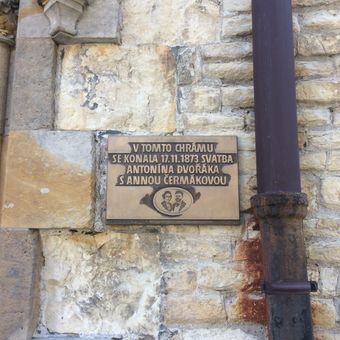 V TOMTO CHRÁMU
SE KONALA 17.11.1873 SVATBA
ANTONÍNA DVOŘÁKA
S ANNOU ČERMÁKOVOU